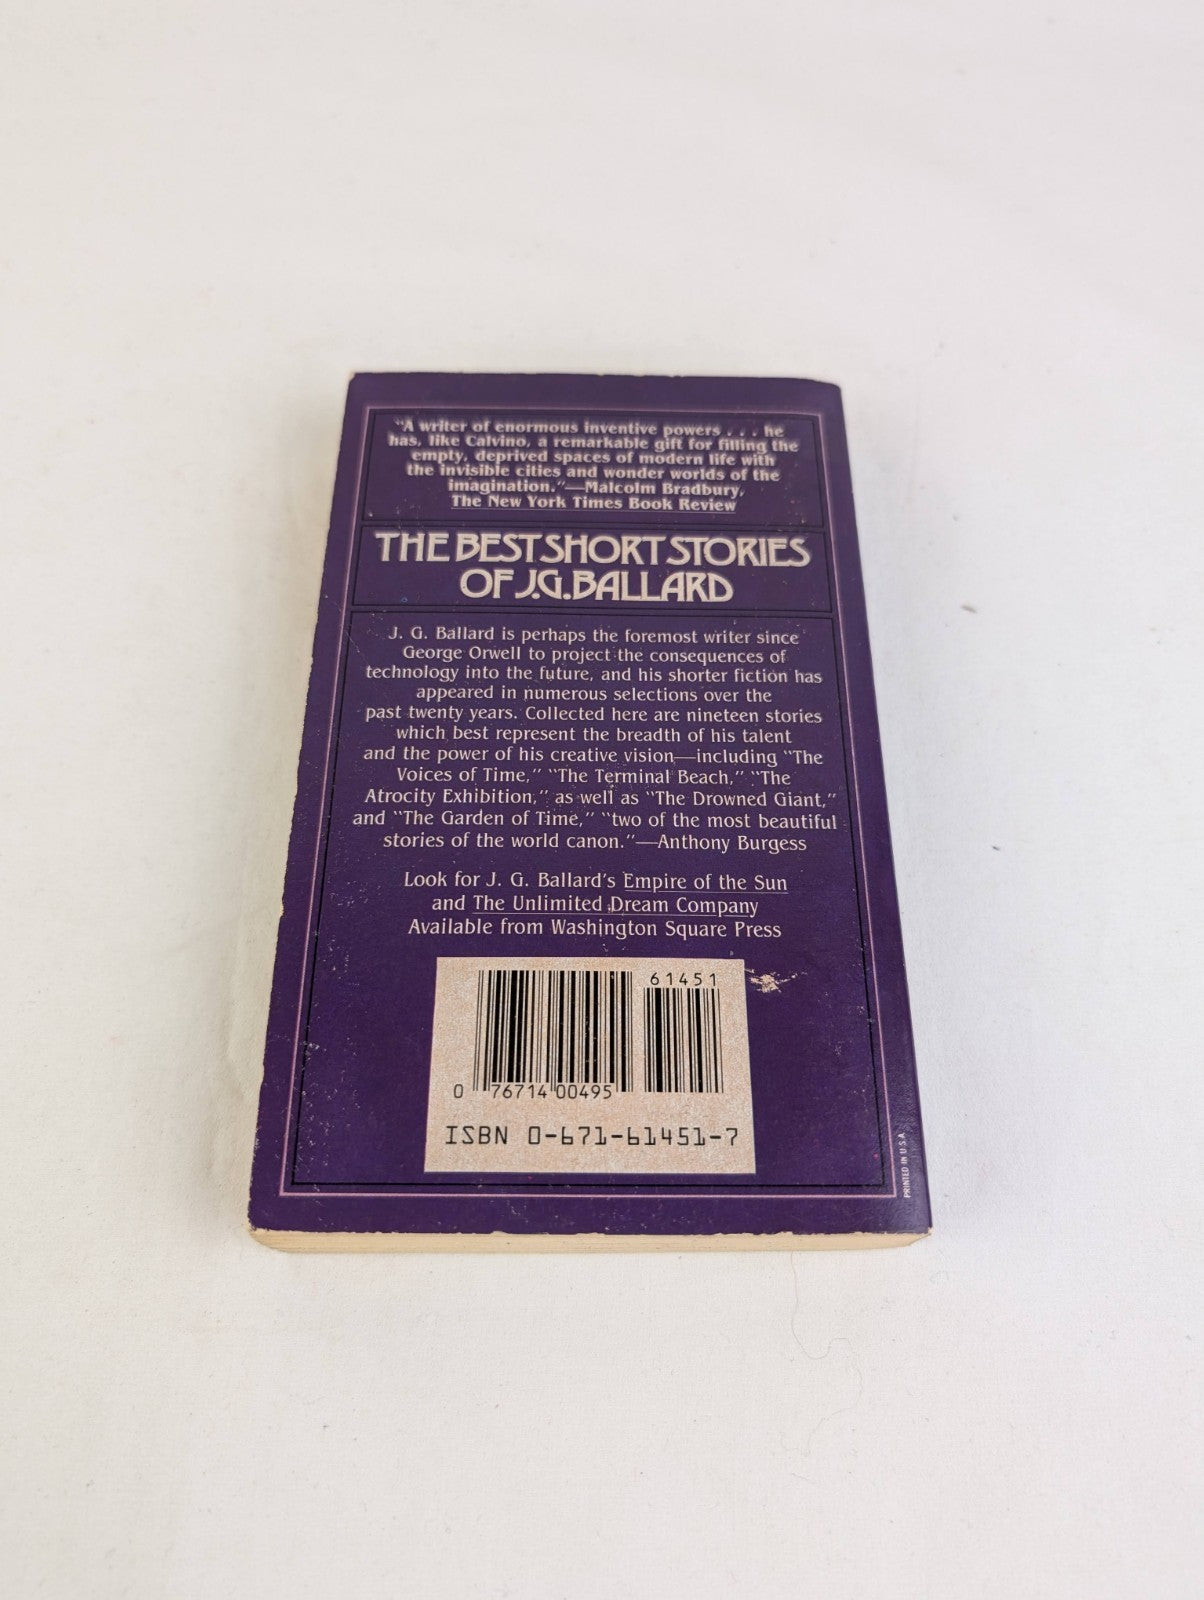 "A writer of enormous inventive powers . . . he
has, like Calvino, a remarkable gift for filling the
empty, deprived spaces of modern life with
the invisible cities and wonder worlds of the
imagination."—Malcolm Bradbury,
The New York Times Book Review
THE BEST SHORT STORIES
OF J.G. BALLARD
J. G. Ballard is perhaps the foremost writer since
George Orwell to project the consequences of
technology into the future, and his shorter fiction has
appeared in numerous selections over the
past twenty years. Collected here are nineteen stories
which best represent the breadth of his talent
and the power of his creative vision—including "The
Voices of Time," "The Terminal Beach," "The
Atrocity Exhibition," as well as "The Drowned Giant,"
and "The Garden of Time," "two of the most beautiful
stories of the world canon."—Anthony Burgess
Look for J. G. Ballard's Empire of the Sun
and The Unlimited Dream Company
Available from Washington Square Press
61451
0 76714 00495
ISBN 0-671-61451-7
PRINTED IN U.S.A.